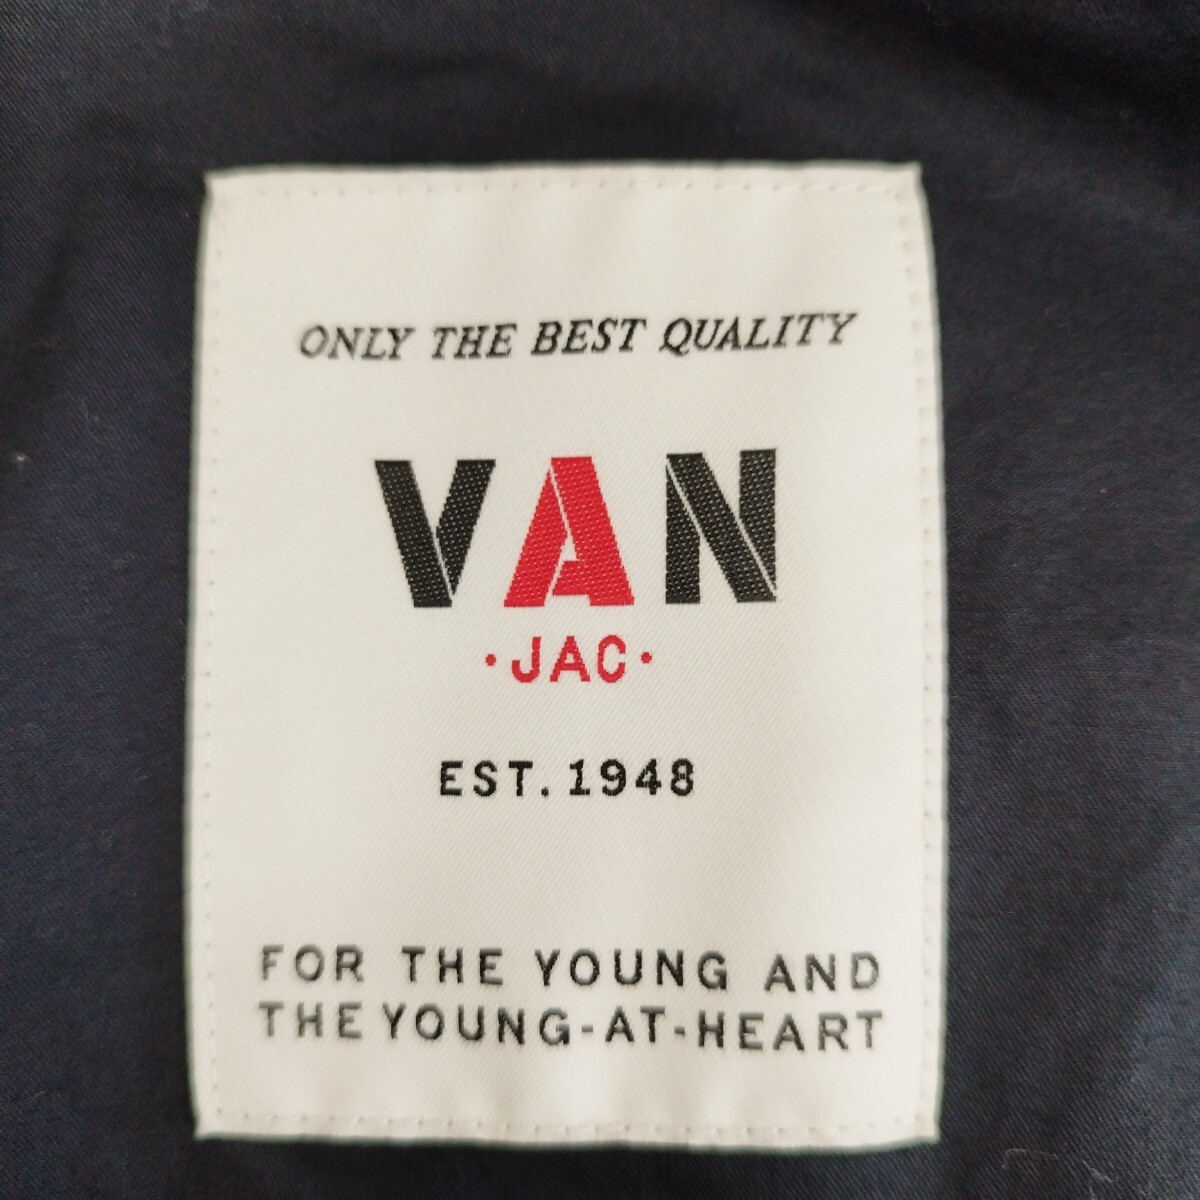 ONLY THE BEST QUALITY
VAN
·JAC·
EST. 1948
FOR THE YOUNG AND
THE YOUNG-AT-HEART